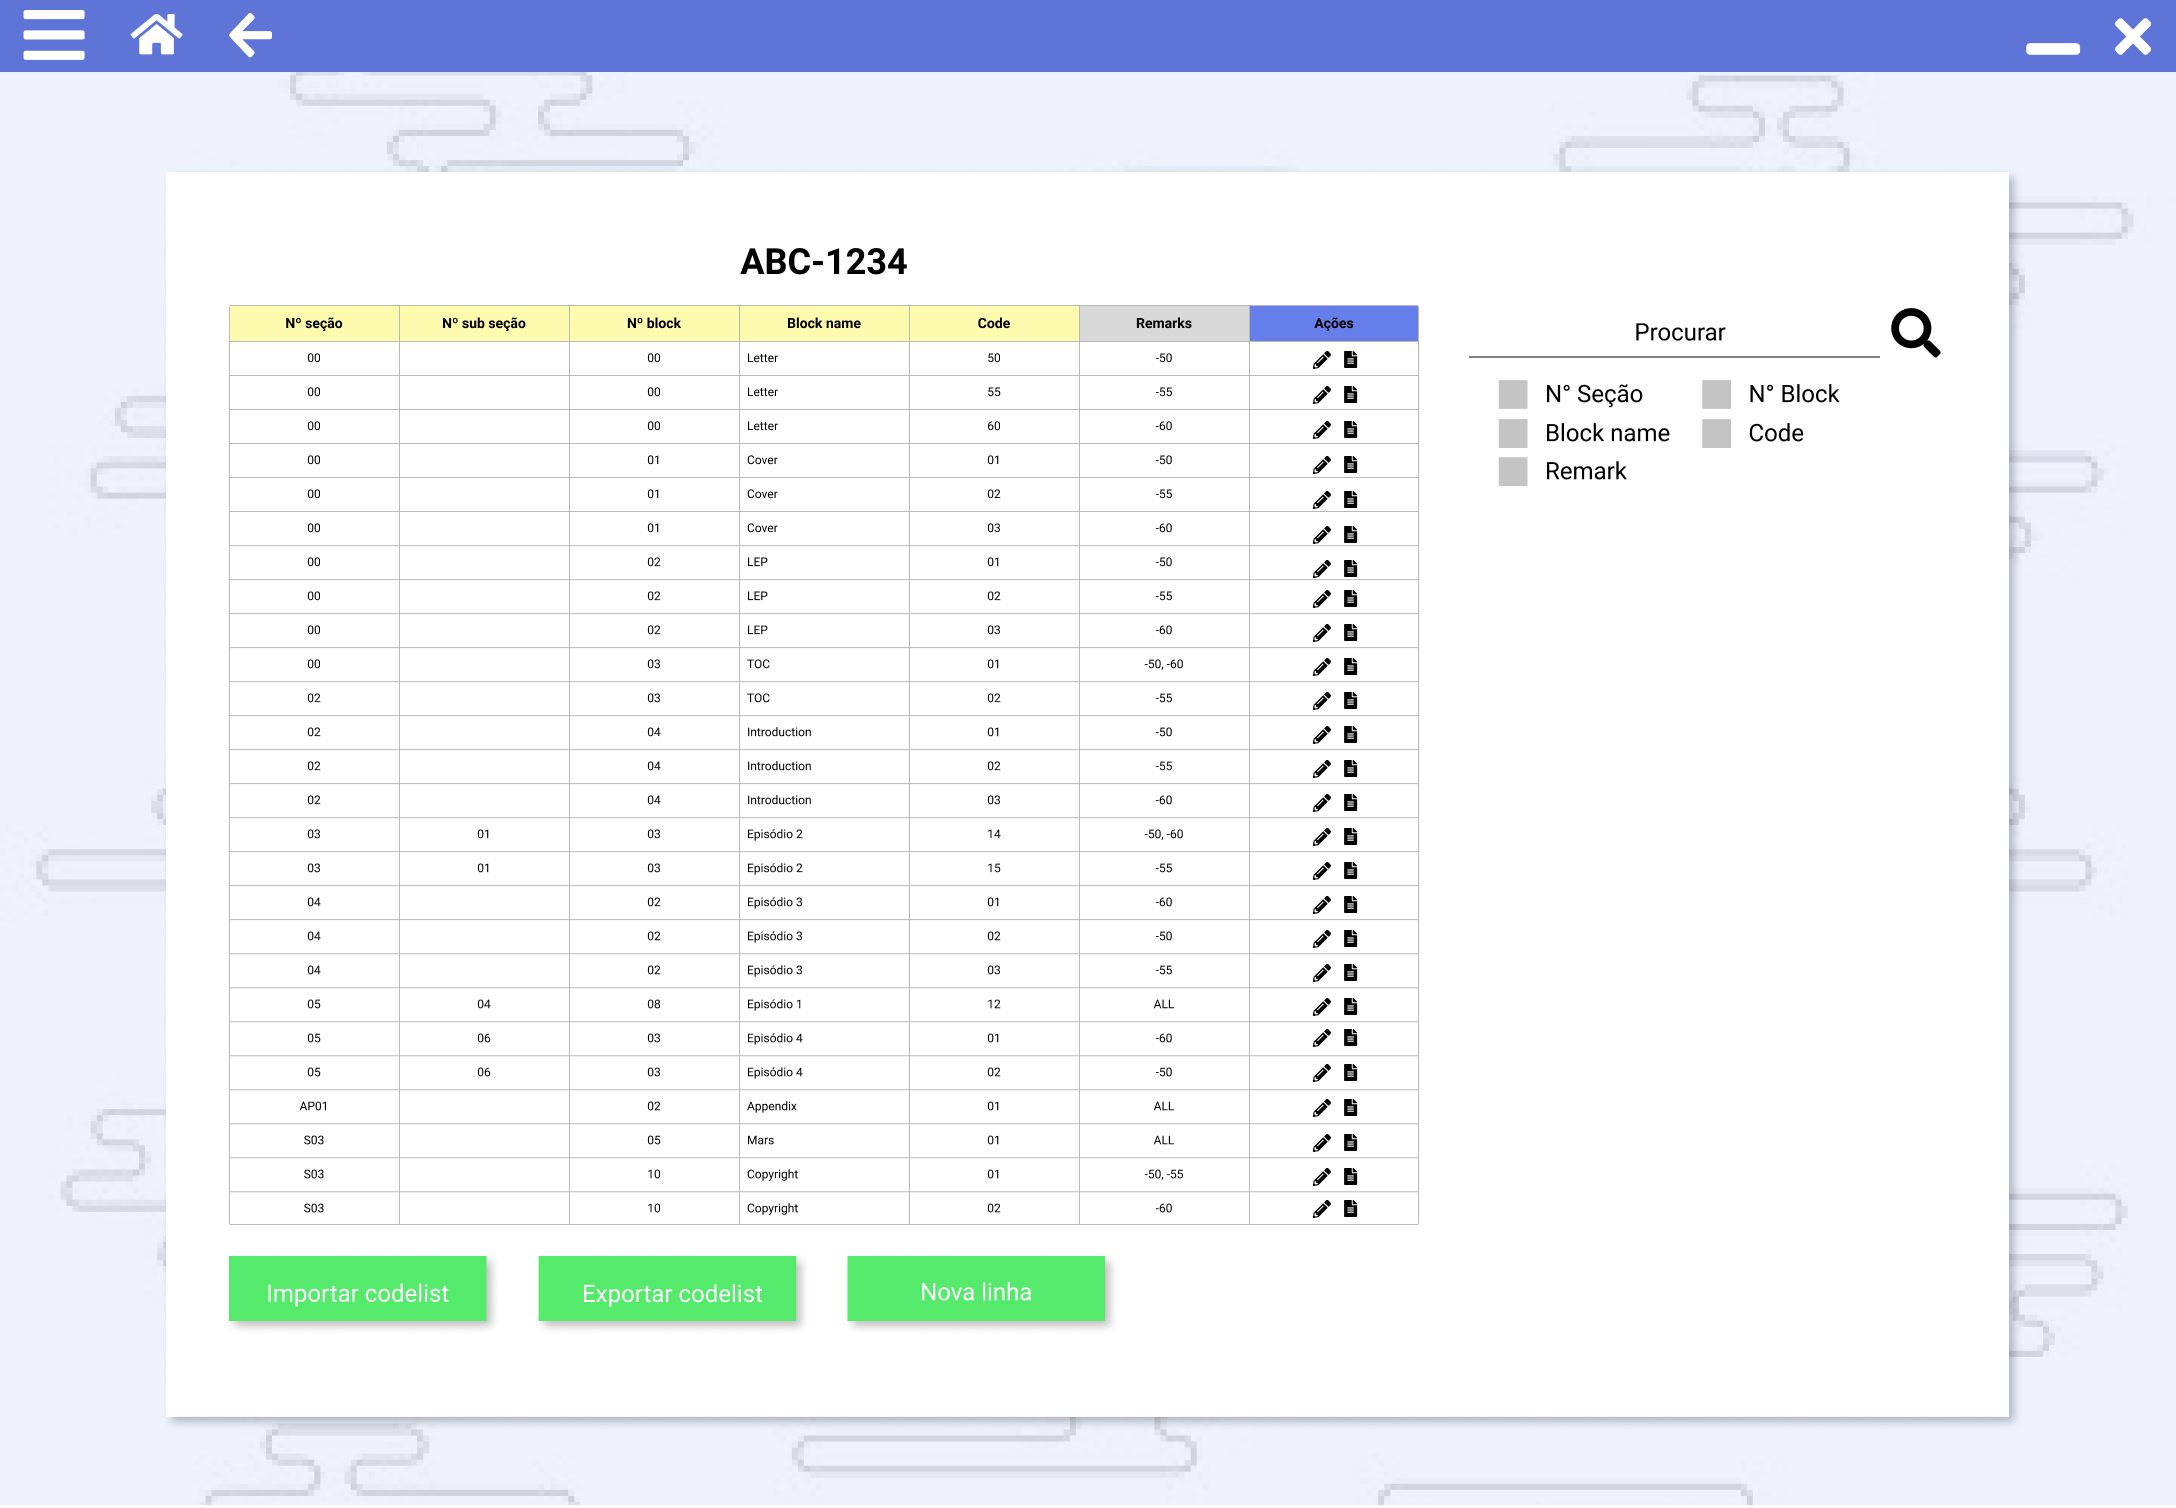 ABC-1234
Nº seção Nº sub seção Nº block Block name Code Remarks Ações
00 00 Letter 50 -50
00 00 Letter 55 -55
00 00 Letter 60 -60
00 01 Cover 01 -50
00 01 Cover 02 -55
00 01 Cover 03 -60
00 02 LEP 01 -50
00 02 LEP 02 -55
00 02 LEP 03 -60
00 03 TOC 01 -50, -60
02 03 TOC 02 -55
02 04 Introduction 01 -50
02 04 Introduction 02 -55
02 04 Introduction 03 -60
03 01 03 Episódio 2 14 -50, -60
03 01 03 Episódio 2 15 -55
04 02 Episódio 3 01 -60
04 02 Episódio 3 02 -50
04 02 Episódio 3 03 -55
05 04 08 Episódio 1 12 ALL
05 06 03 Episódio 4 01 -60
05 06 03 Episódio 4 02 -50
AP01 02 Appendix 01 ALL
S03 05 Mars 01 ALL
S03 10 Copyright 01 -50, -55
S03 10 Copyright 02 -60
Procurar
N° Seção N° Block
Block name Code
Remark
Importar codelist Exportar codelist Nova linha